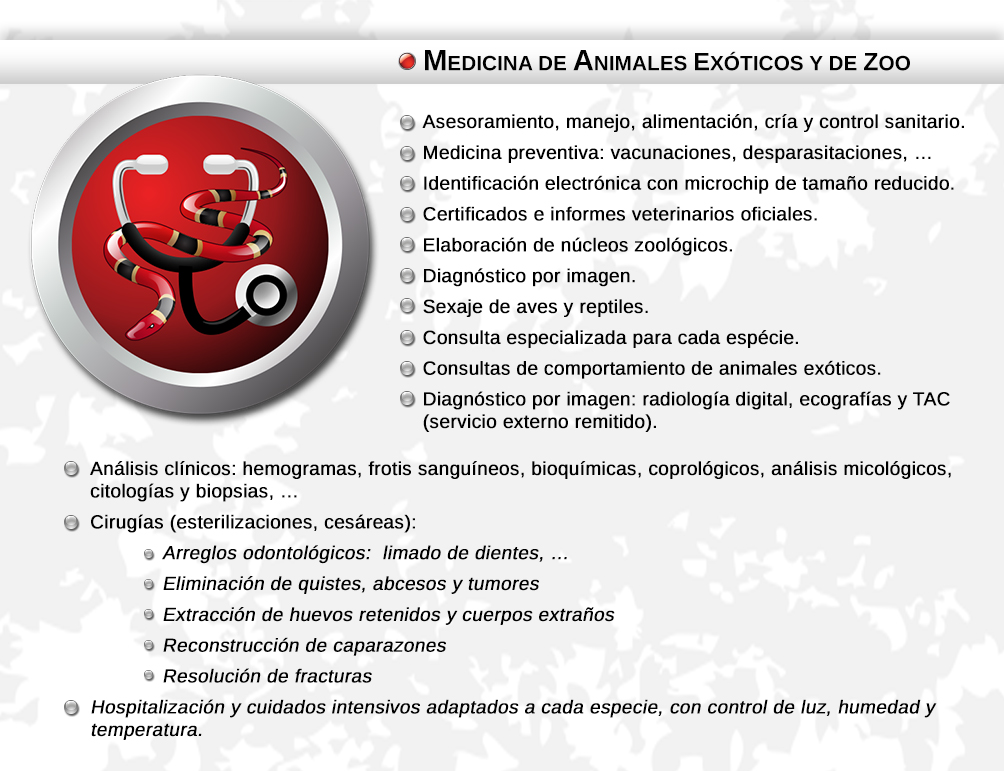 MEDICINA DE ANIMALES EXÓTICOS Y DE ZOO
Asesoramiento, manejo, alimentación, cría y control sanitario.
Medicina preventiva: vacunaciones, desparasitaciones, …
Identificación electrónica con microchip de tamaño reducido.
Certificados e informes veterinarios oficiales.
Elaboración de núcleos zoológicos.
Diagnóstico por imagen.
Sexaje de aves y reptiles.
Consulta especializada para cada espécie.
Consultas de comportamiento de animales exóticos.
Diagnóstico por imagen: radiología digital, ecografías y TAC
(servicio externo remitido).
Análisis clínicos: hemogramas, frotis sanguíneos, bioquímicas, coprológicos, análisis micológicos,
citologías y biopsias, …
Cirugías (esterilizaciones, cesáreas):
Arreglos odontológicos:  limado de dientes, …
Eliminación de quistes, abcesos y tumores
Extracción de huevos retenidos y cuerpos extraños
Reconstrucción de caparazones
Resolución de fracturas
Hospitalización y cuidados intensivos adaptados a cada especie, con control de luz, humedad y
temperatura.